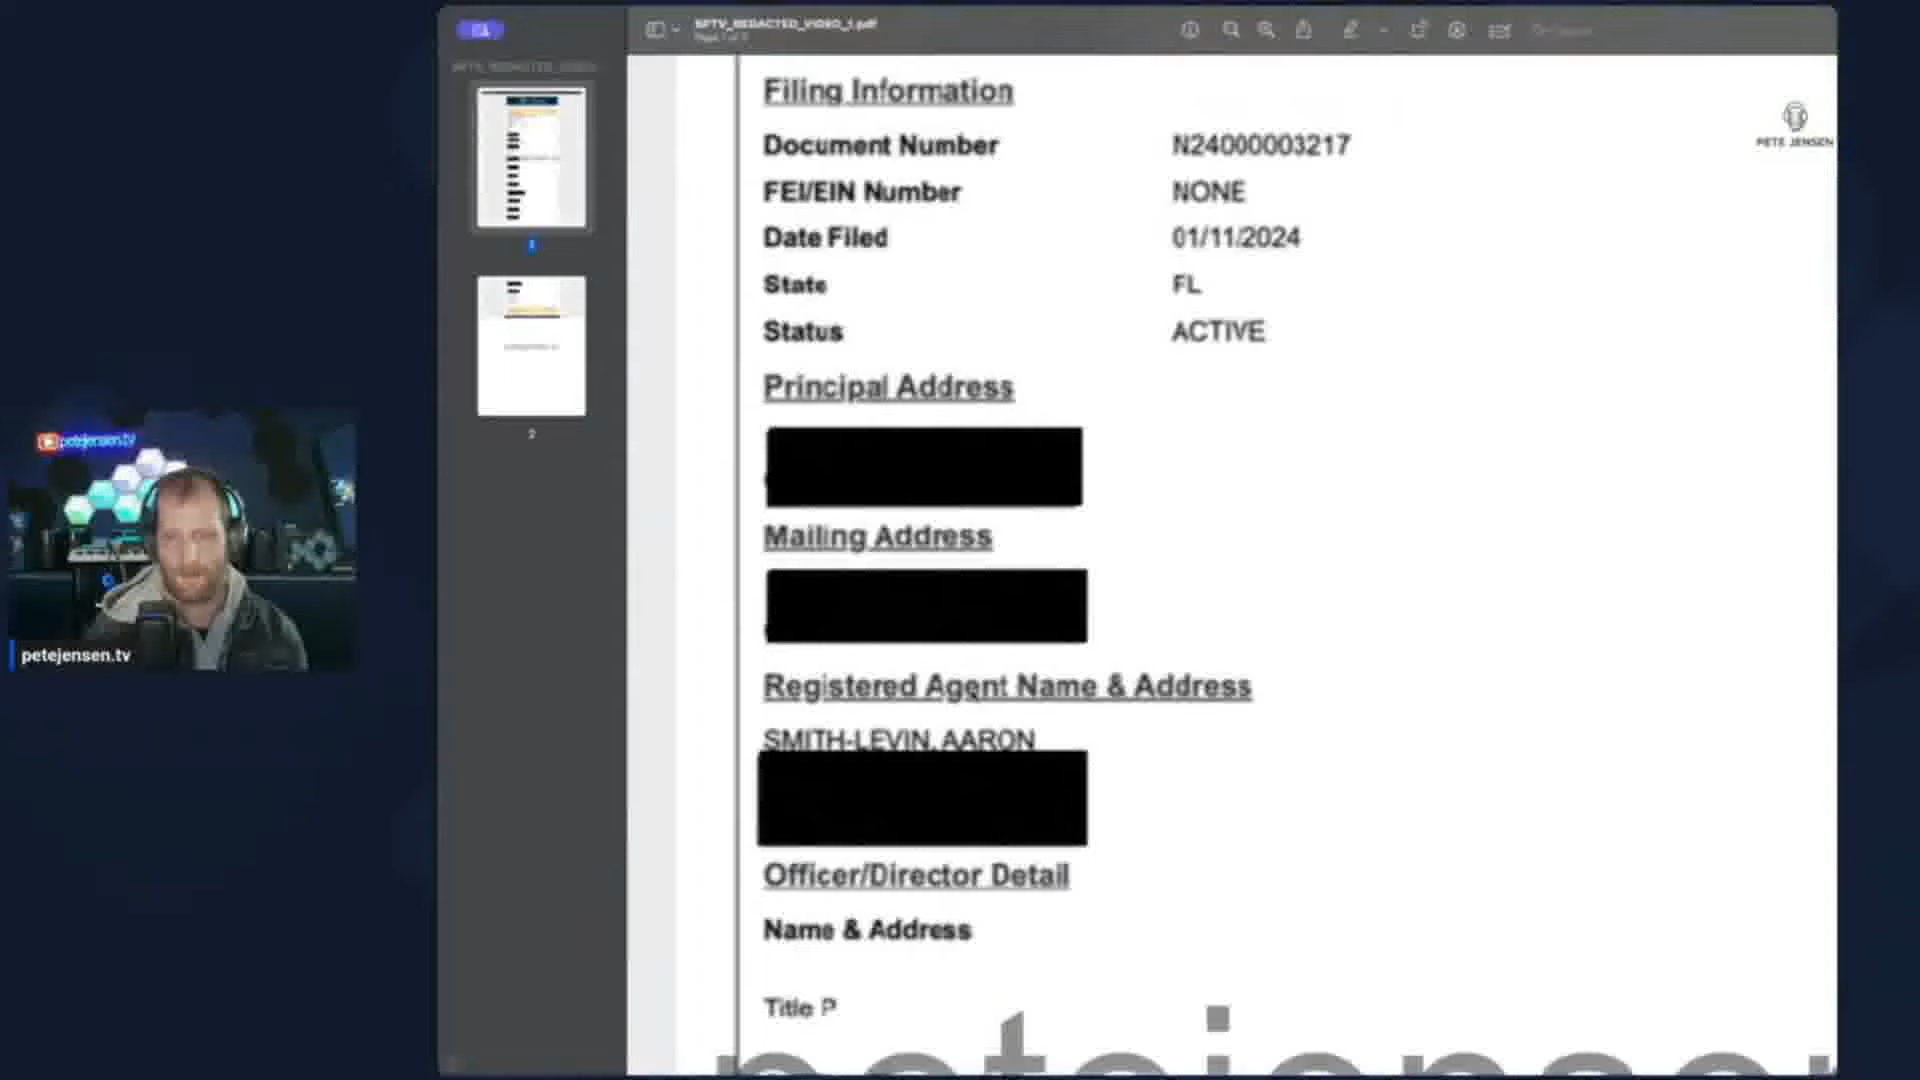 Filing Information
Document Number N24000003217
FEI/EIN Number NONE
Date Filed 01/11/2024
State FL
Status ACTIVE
Principal Address
Mailing Address
Registered Agent Name & Address
SMITH-LEVIN, AARON
Officer/Director Detail
Name & Address
Title P
PETE JENSEN
petejensen.tv
petejensen.tv
1
2